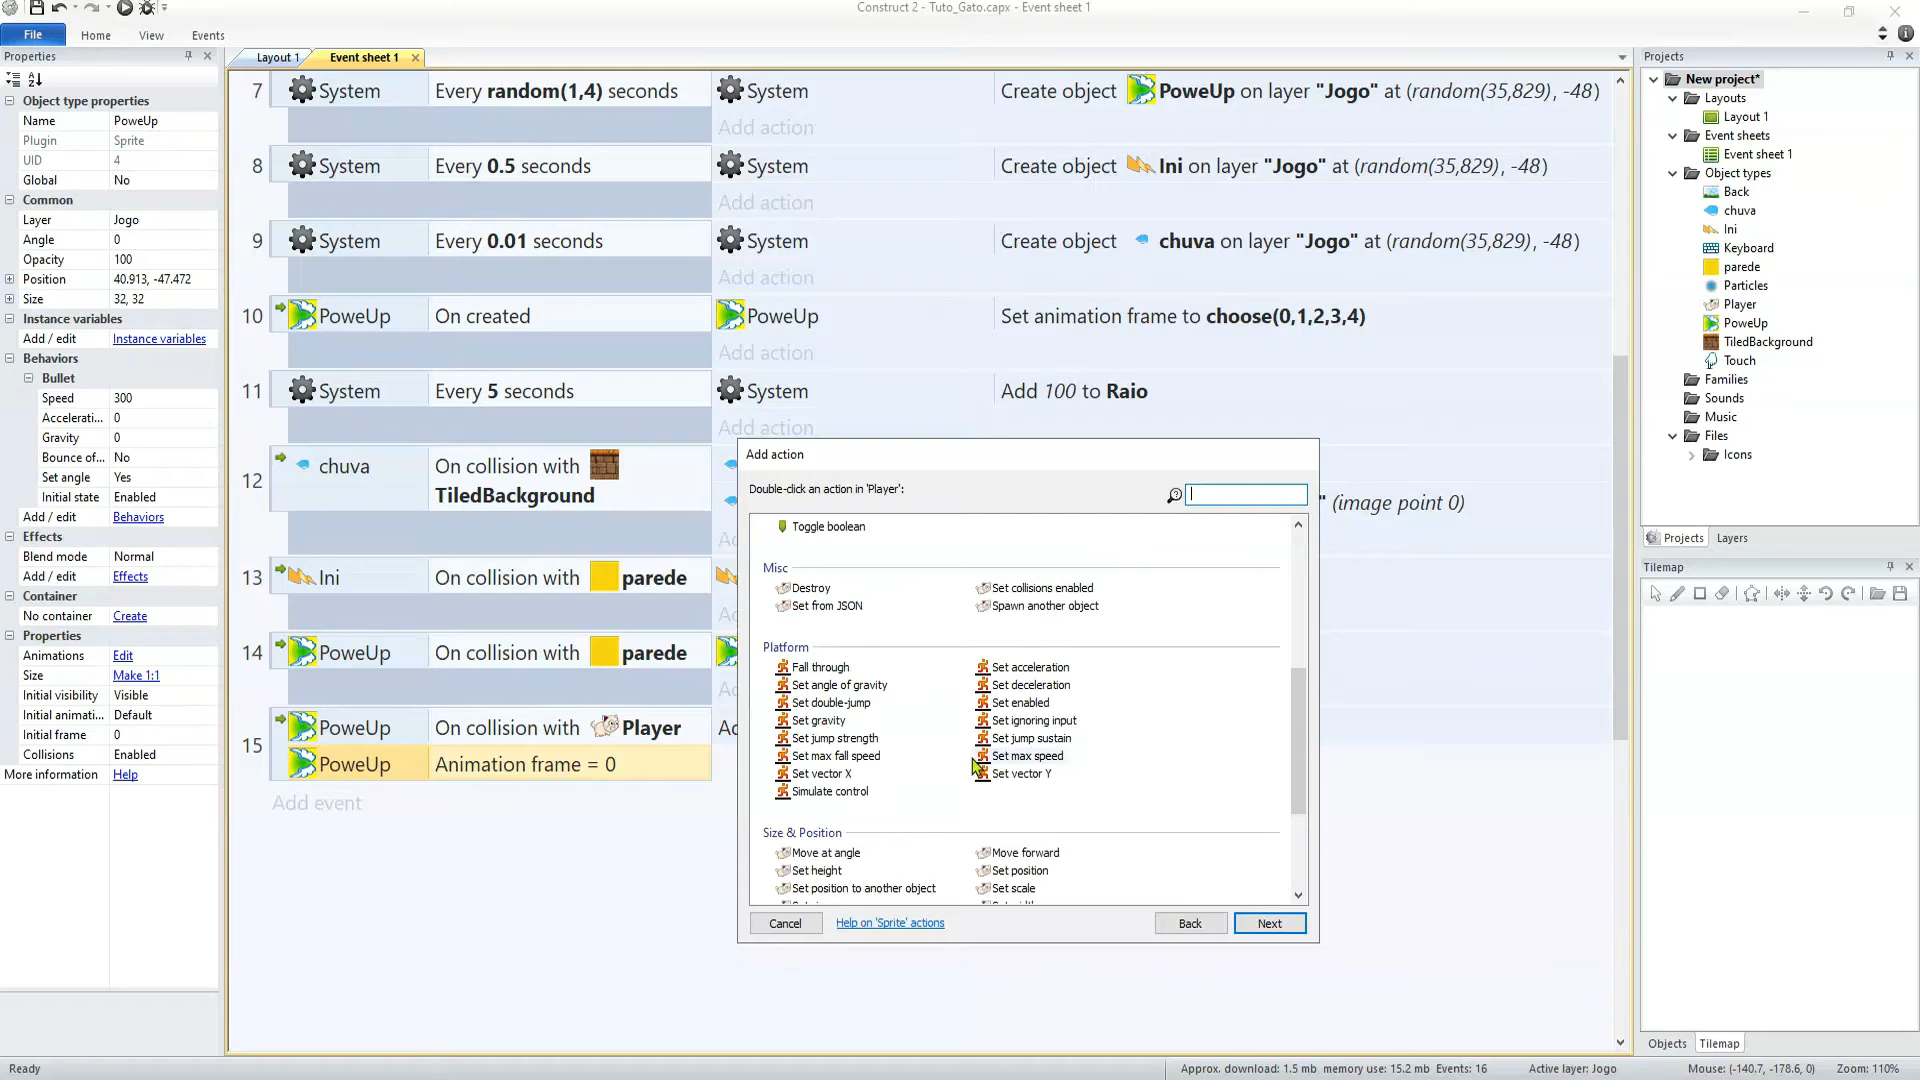 Construct 2 - Tuto_Gato.capx - Event sheet 1
File Home View Events
Properties
Layout 1
Event sheet 1
Projects
Object type properties
Name PoweUp
Plugin Sprite
UID 4
Global No
Common
Layer Jogo
Angle 0
Opacity 100
Position 40.913, -47.472
Size 32, 32
Instance variables
Add / edit Instance variables
Behaviors
Bullet
Speed 300
Accelerati... 0
Gravity 0
Bounce of... No
Set angle Yes
Initial state Enabled
Add / edit Behaviors
Effects
Blend mode Normal
Add / edit Effects
Container
No container Create
Properties
Animations Edit
Size Make 1:1
Initial visibility Visible
Initial animati... Default
Initial frame 0
Collisions Enabled
More information Help
7 System Every random(1,4) seconds System Create object PoweUp on layer "Jogo" at (random(35,829), -48)
Add action
8 System Every 0.5 seconds System Create object Ini on layer "Jogo" at (random(35,829), -48)
Add action
9 System Every 0.01 seconds System Create object chuva on layer "Jogo" at (random(35,829), -48)
Add action
10 PoweUp On created PoweUp Set animation frame to choose(0,1,2,3,4)
Add action
11 System Every 5 seconds System Add 100 to Raio
Add action
12 chuva On collision with TiledBackground
" (image point 0)
13 Ini On collision with parede
14 PoweUp On collision with parede
15 PoweUp On collision with Player
PoweUp Animation frame = 0
Add event
Add action
Double-click an action in 'Player':
Toggle boolean
Misc
Destroy Set collisions enabled
Set from JSON Spawn another object
Platform
Fall through Set acceleration
Set angle of gravity Set deceleration
Set double-jump Set enabled
Set gravity Set ignoring input
Set jump strength Set jump sustain
Set max fall speed Set max speed
Set vector X Set vector Y
Simulate control
Size & Position
Move at angle Move forward
Set height Set position
Set position to another object Set scale
Cancel Help on 'Sprite' actions Back Next
New project*
Layouts
Layout 1
Event sheets
Event sheet 1
Object types
Back
chuva
Ini
Keyboard
parede
Particles
Player
PoweUp
TiledBackground
Touch
Families
Sounds
Music
Files
Icons
Projects Layers
Tilemap
Objects Tilemap
Ready Approx. download: 1.5 mb memory use: 15.2 mb Events: 16 Active layer: Jogo Mouse: (-140.7, -178.6, 0) Zoom: 110%